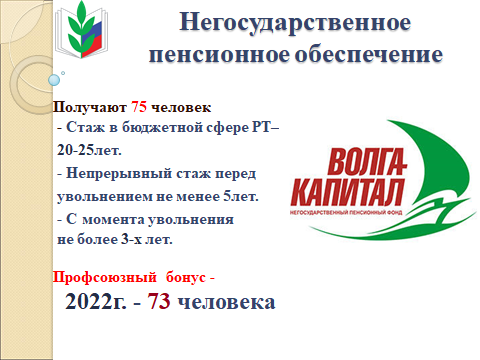 Негосударственное
пенсионное обеспечение
Получают 75 человек
- Стаж в бюджетной сфере РТ–
20-25лет.
- Непрерывный стаж перед
увольнением не менее 5лет.
- С момента увольнения
не более 3-х лет.
ВОЛГА-
КАПИТАЛ
НЕГОСУДАРСТВЕННЫЙ ПЕНСИОННЫЙ ФОНД
Профсоюзный бонус -
2022г. - 73 человека